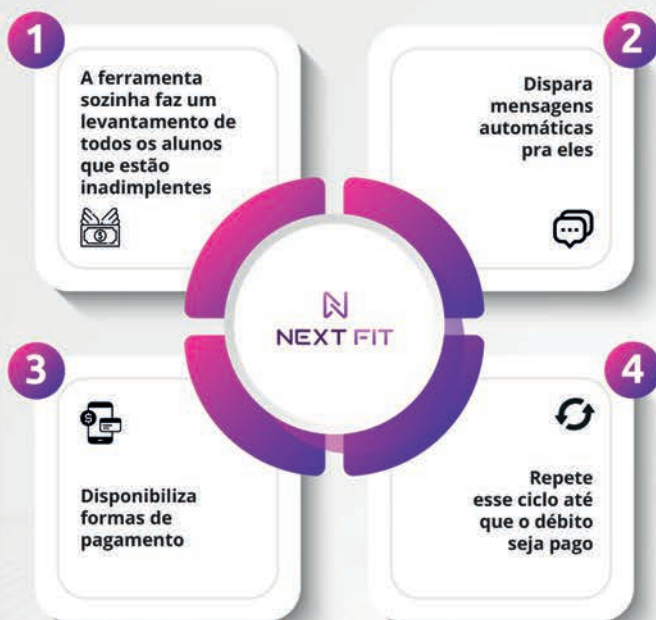 1
A ferramenta
sozinha faz um
levantamento de
todos os alunos
que estão
inadimplentes
2
Dispara
mensagens
automáticas
pra eles
NEXT FIT
3
Disponibiliza
formas de
pagamento
4
Repete
esse ciclo até
que o débito
seja pago